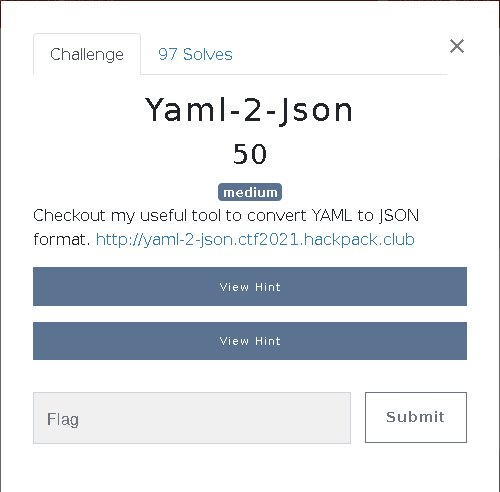 Challenge
97 Solves
×
Yaml-2-Json
50
medium
Checkout my useful tool to convert YAML to JSON
format. http://yaml-2-json.ctf2021.hackpack.club
View Hint
View Hint
Flag
Submit